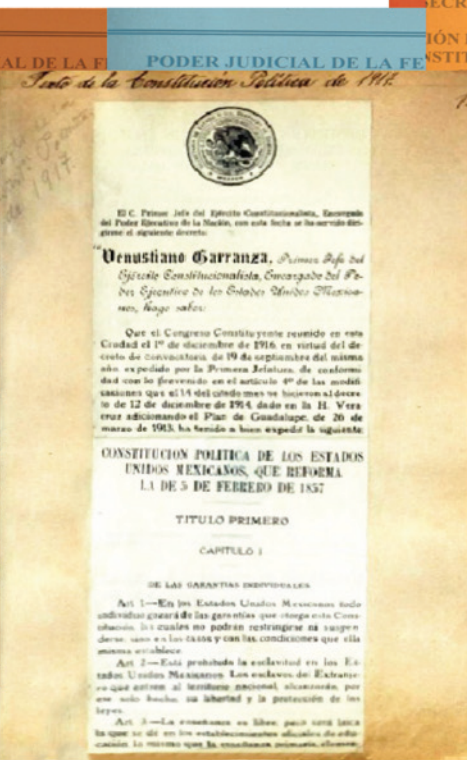 SECR
IÓN
NSTIT
AL DE LA FE
PODER JUDICIAL DE LA FE
Texto de la Constitución Política de 1917.
de 1917
El C. Primer Jefe del Ejército Constitucionalista, Encargado
del Poder Ejecutivo de la Nación, con esta fecha se ha servido diri-
girme el siguiente decreto:
"Venustiano Carranza, Primer Jefe del
Ejército Constitucionalista, Encargado del Po-
der Ejecutivo de los Estados Unidos Mexica-
nos, hago saber:
Que el Congreso Constituyente reunido en esta
Ciudad el 1º de diciembre de 1916, en virtud del de-
creto de convocatoria de 19 de septiembre del mismo
año, expedido por la Primera Jefatura, de conformi-
dad con lo prevenido en el artículo 4º de las modifi-
caciones que el 14 del citado mes se hicieron al decre-
to de 12 de diciembre de 1914, dado en la H. Vera-
cruz adicionando el Plan de Guadalupe, de 26 de
marzo de 1913, ha tenido a bien expedir la siguiente
CONSTITUCION POLITICA DE LOS ESTADOS
UNIDOS MEXICANOS, QUE REFORMA
LA DE 5 DE FEBRERO DE 1857
TITULO PRIMERO
CAPITULO I
DE LAS GARANTIAS INDIVIDUALES
Art 1—En los Estados Unidos Mexicanos todo
individuo gozará de las garantías que otorga esta Cons-
titución, las cuales no podrán restringirse ni suspen-
derse, sino en los casos y con las condiciones que ella
misma establece.
Art 2—Está prohibida la esclavitud en los Es-
tados Unidos Mexicanos. Los esclavos del Extranje-
ro que entren al territorio nacional, alcanzarán, por
ese solo hecho, su libertad y la protección de las
leyes.
Art 3—La enseñanza es libre; pero será laica
la que se dé en los establecimientos oficiales de edu-
cación, lo mismo que la enseñanza primaria, elemen-